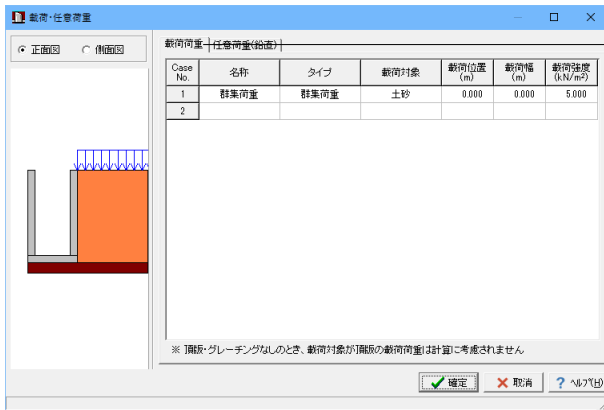 載荷・任意荷重
正面図 側面図
載荷荷重 任意荷重(鉛直)
Case No. 名称 タイプ 載荷対象 載荷位置 (m) 載荷幅 (m) 載荷強度 (kN/m²)
1 群集荷重 群集荷重 土砂 0.000 0.000 5.000
2
※ 頂版・グレーチングなしのとき、載荷対象が頂版の載荷荷重は計算に考慮されません
確定 取消 ? ヘルプ(H)